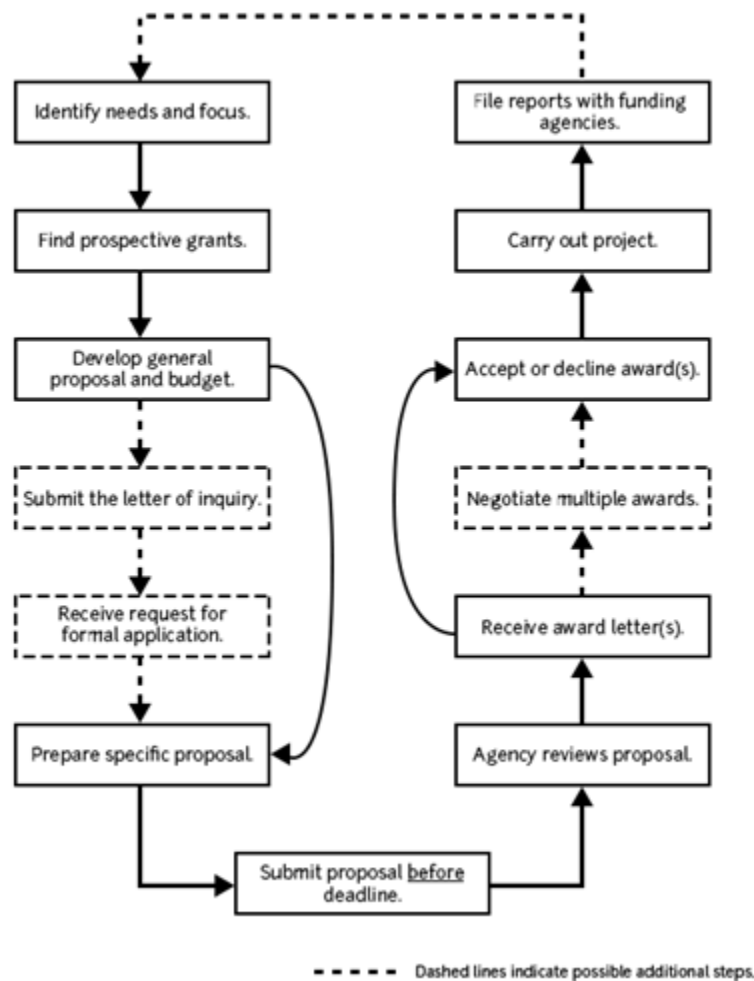 Identify needs and focus.
Find prospective grants.
Develop general
proposal and budget.
Submit the letter of inquiry.
Receive request for
formal application.
Prepare specific proposal.
Submit proposal before
deadline.
Agency reviews proposal.
Receive award letter(s).
Negotiate multiple awards.
Accept or decline award(s).
Carry out project.
File reports with funding
agencies.
Dashed lines indicate possible additional steps.